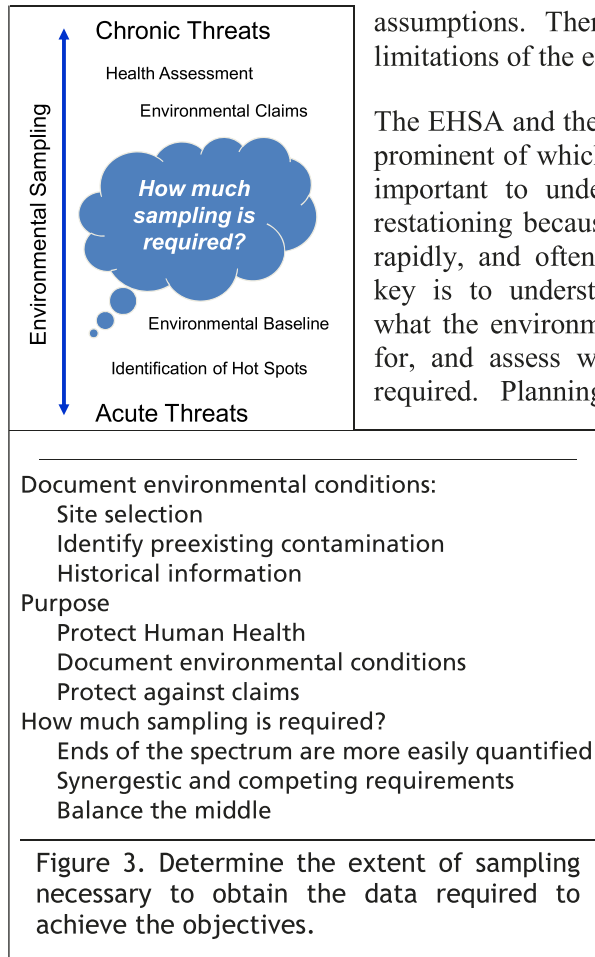 Chronic Threats
Health Assessment
Environmental Claims
Environmental Sampling
How much
sampling is
required?
Environmental Baseline
Identification of Hot Spots
Acute Threats
assumptions. Ther
limitations of the e
The EHSA and the
prominent of which
important to unde
restationing becaus
rapidly, and often
key is to underst
what the environm
for, and assess w
required. Planning
Document environmental conditions:
Site selection
Identify preexisting contamination
Historical information
Purpose
Protect Human Health
Document environmental conditions
Protect against claims
How much sampling is required?
Ends of the spectrum are more easily quantified
Synergestic and competing requirements
Balance the middle
Figure 3. Determine the extent of sampling
necessary to obtain the data required to
achieve the objectives.